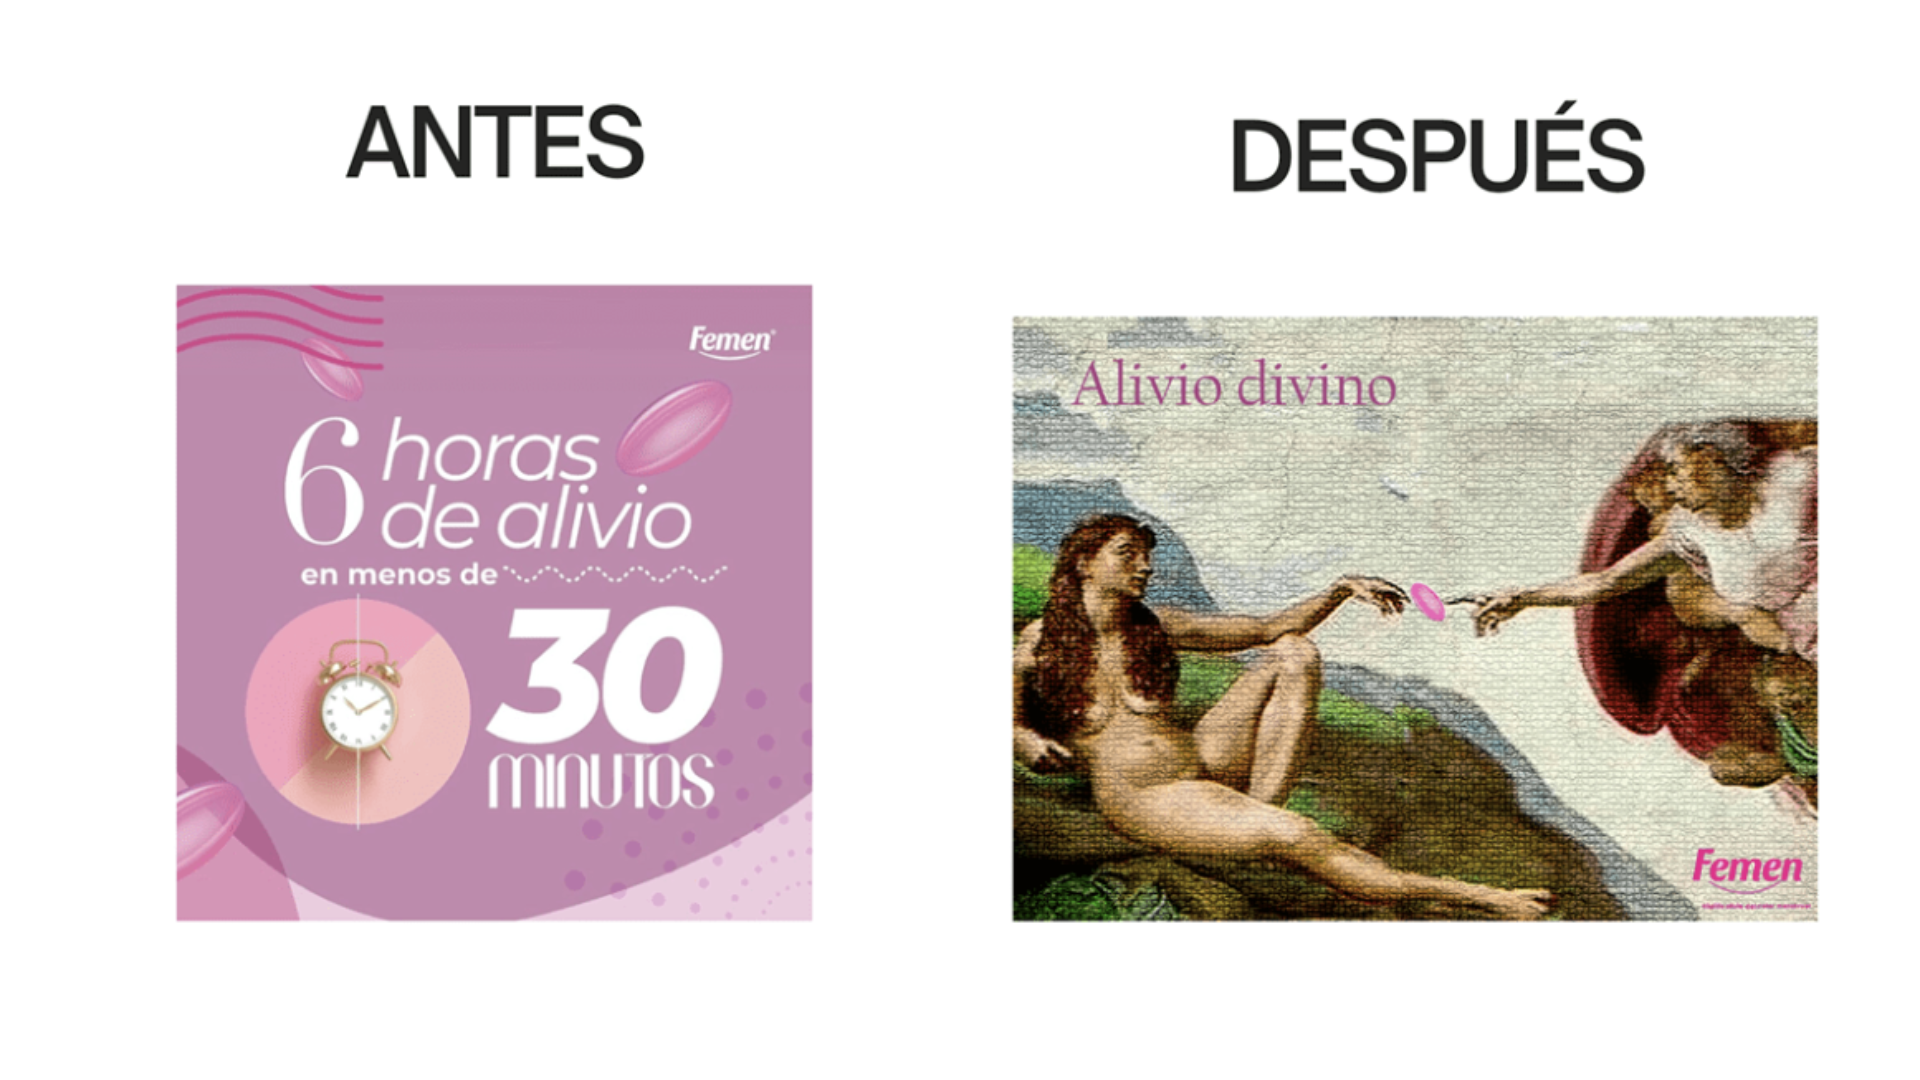 ANTES
DESPUÉS
Femen®
6 horas
de alivio
en menos de
30
MINUTOS
Alivio divino
Femen